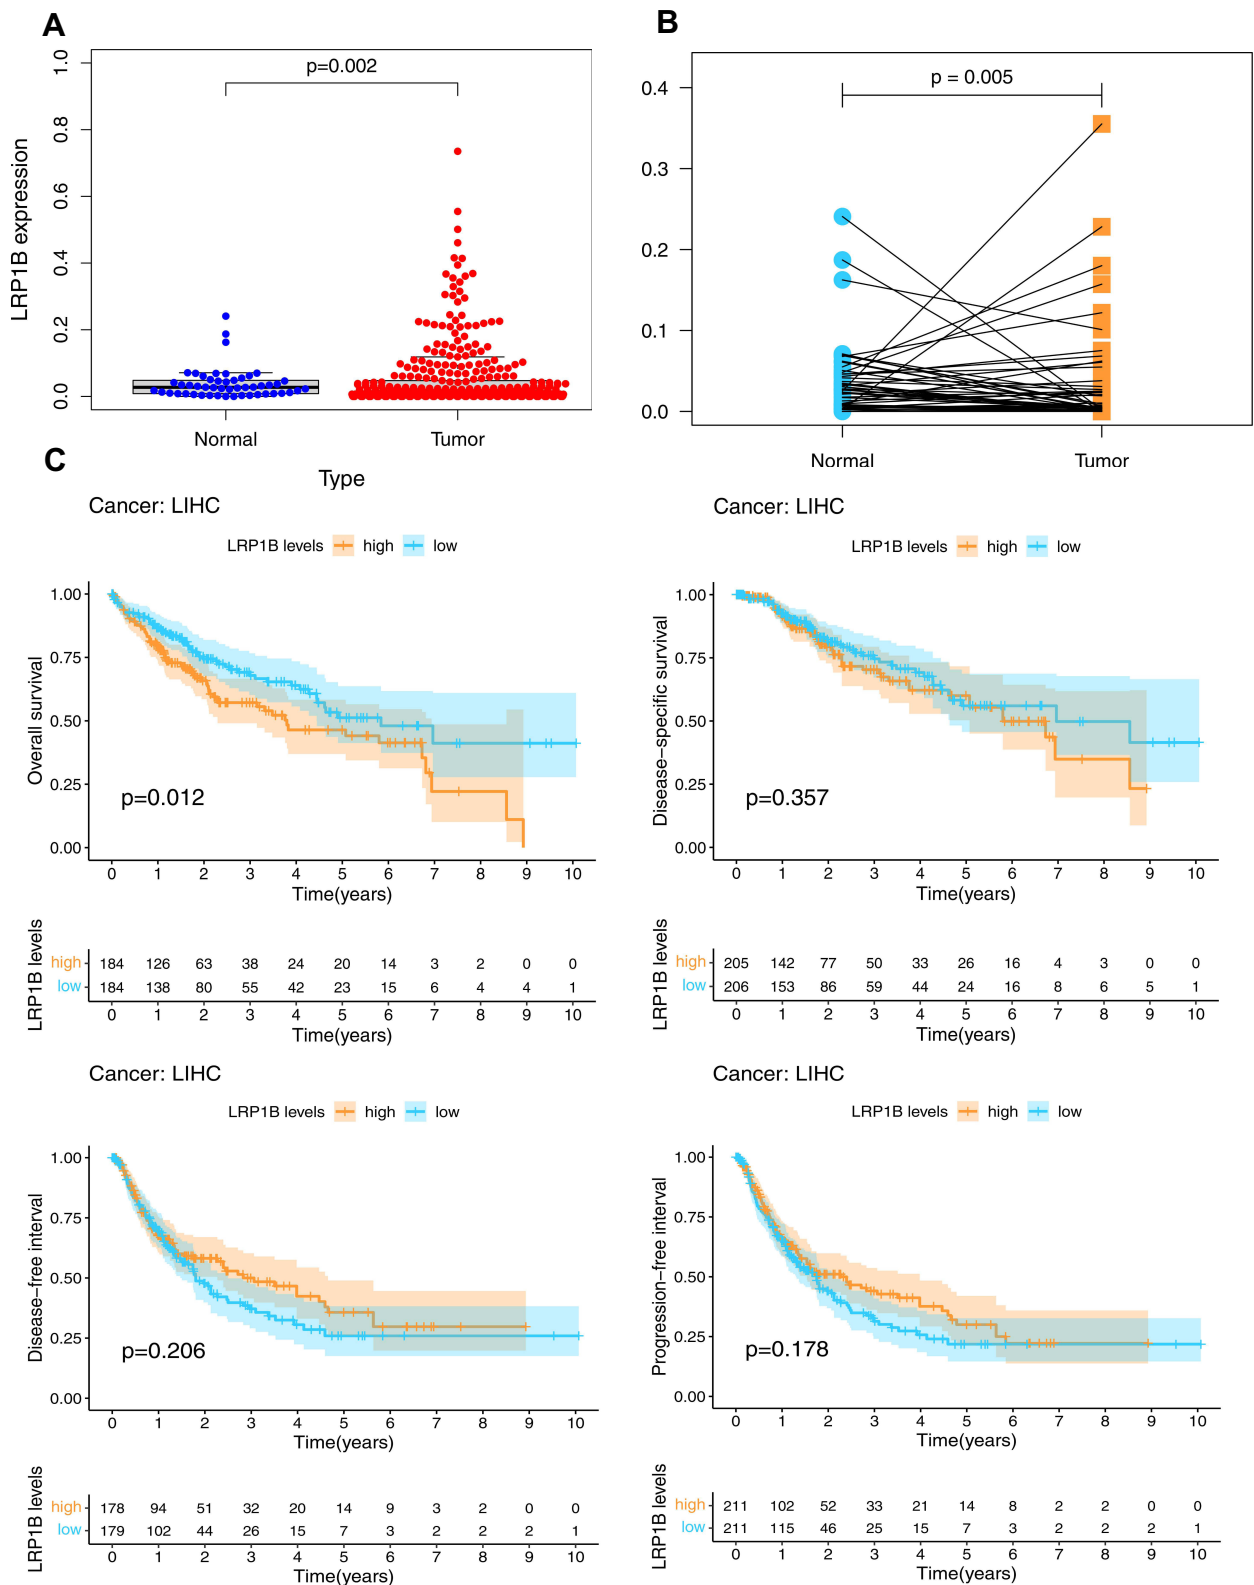 A
p=0.002
LRP1B expression
1.0
0.8
0.6
0.4
0.2
0.0
Normal Tumor
Type
B
p = 0.005
0.4
0.3
0.2
0.1
0.0
Normal Tumor
C
Cancer: LIHC
LRP1B levels high low
Overall survival
1.00
0.75
0.50
0.25
0.00
p=0.012
0 1 2 3 4 5 6 7 8 9 10
Time(years)
LRP1B levels
high 184 126 63 38 24 20 14 3 2 0 0
low 184 138 80 55 42 23 15 6 4 4 1
0 1 2 3 4 5 6 7 8 9 10
Time(years)
Cancer: LIHC
LRP1B levels high low
Disease−specific survival
1.00
0.75
0.50
0.25
0.00
p=0.357
0 1 2 3 4 5 6 7 8 9 10
Time(years)
LRP1B levels
high 205 142 77 50 33 26 16 4 3 0 0
low 206 153 86 59 44 24 16 8 6 5 1
0 1 2 3 4 5 6 7 8 9 10
Time(years)
Cancer: LIHC
LRP1B levels high low
Disease−free interval
1.00
0.75
0.50
0.25
0.00
p=0.206
0 1 2 3 4 5 6 7 8 9 10
Time(years)
LRP1B levels
high 178 94 51 32 20 14 9 3 2 0 0
low 179 102 44 26 15 7 3 2 2 2 1
0 1 2 3 4 5 6 7 8 9 10
Time(years)
Cancer: LIHC
LRP1B levels high low
Progression−free interval
1.00
0.75
0.50
0.25
0.00
p=0.178
0 1 2 3 4 5 6 7 8 9 10
Time(years)
LRP1B levels
high 211 102 52 33 21 14 8 2 2 0 0
low 211 115 46 25 15 7 3 2 2 2 1
0 1 2 3 4 5 6 7 8 9 10
Time(years)